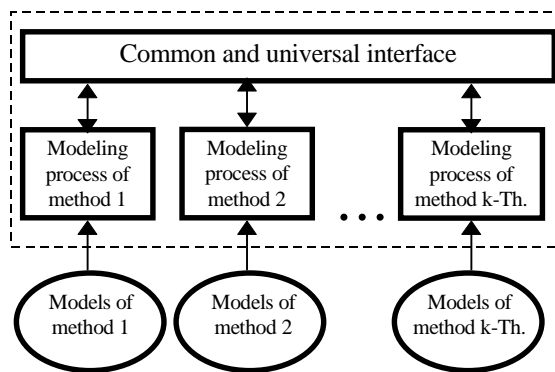 Common and universal interface
Modeling
process of
method 1
Modeling
process of
method 2
...
Modeling
process of
method k-Th.
Models of
method 1
Models of
method 2
Models of
method k-Th.